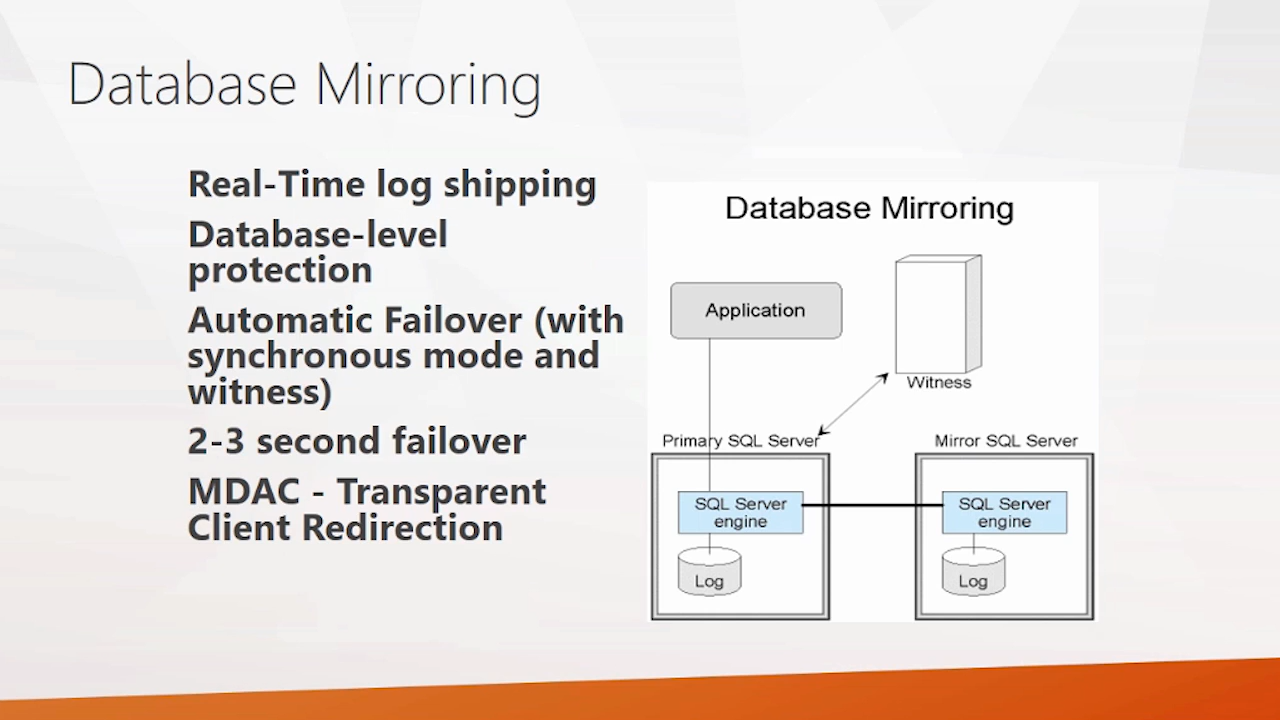 Database Mirroring
Real-Time log shipping
Database-level
protection
Automatic Failover (with
synchronous mode and
witness)
2-3 second failover
MDAC - Transparent
Client Redirection
Database Mirroring
Application
Witness
Primary SQL Server
Mirror SQL Server
SQL Server
engine
SQL Server
engine
Log
Log